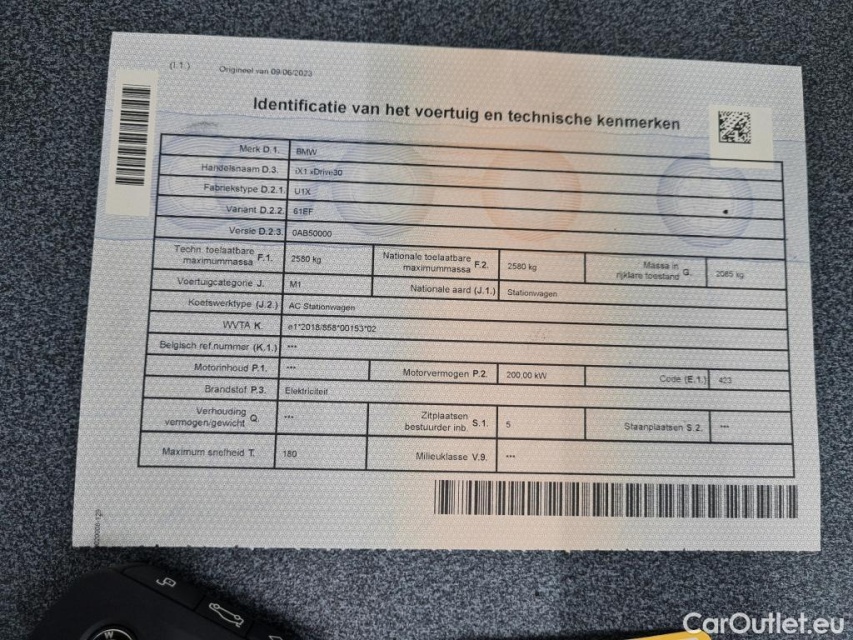 (I.1.) Origineel van 09/06/2023
Identificatie van het voertuig en technische kenmerken
Merk D.1. BMW
Handelsnaam D.3. iX1 xDrive30
Fabriekstype D.2.1. U1X
Variant D.2.2. 61EF
Versie D.2.3. 0AB50000
Techn. toelaatbare maximummassa F.1. 2580 kg Nationale toelaatbare maximummassa F.2. 2580 kg Massa in rijklare toestand G. 2085 kg
Voertuigcategorie J. M1 Nationale aard (J.1.) Stationwagen
Koetswerktype (J.2.) AC Stationwagen
WVTA K. e1*2018/858*00153*02
Belgisch ref.nummer (K.1.) ***
Motorinhoud P.1. *** Motorvermogen P.2. 200,00 kW Code (E.1.) 423
Brandstof P.3. Elektriciteit
Verhouding vermogen/gewicht Q. *** Zitplaatsen bestuurder inb. S.1. 5 Staanplaatsen S.2. ***
Maximum snelheid T. 180 Milieuklasse V.9. ***
CarOutlet.eu